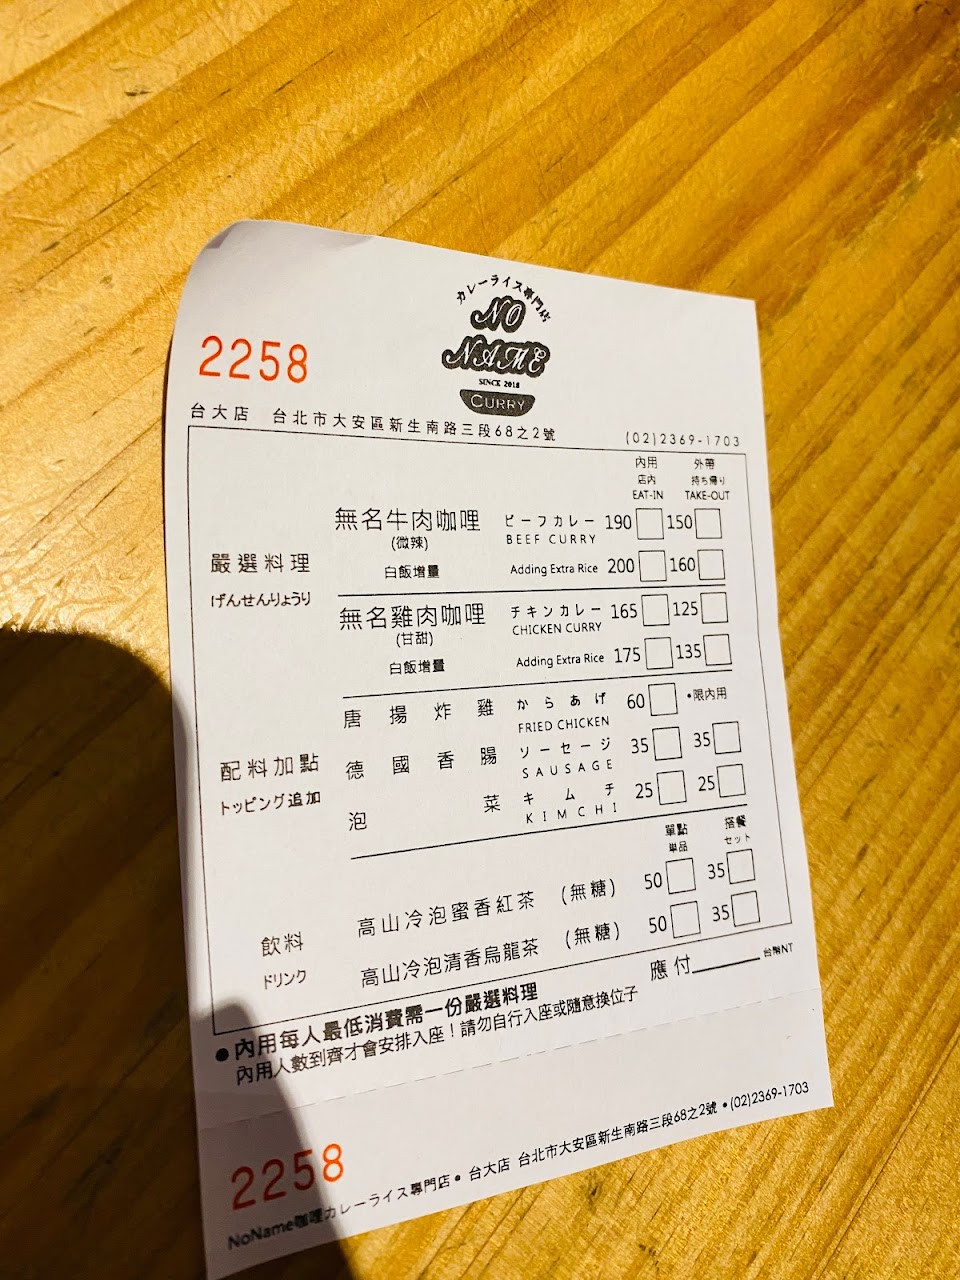 カレーライス專門店
NO
NAME
SINCE 2018
CURRY
2258
台大店 台北市大安區新生南路三段68之2號 (02)2369-1703
內用 外帶
店內 持ち帰り
EAT-IN TAKE-OUT
嚴選料理
げんせんりょうり
無名牛肉咖哩 ビーフカレー 190 150
(微辣) BEEF CURRY
白飯增量 Adding Extra Rice 200 160
無名雞肉咖哩 チキンカレー 165 125
(甘甜) CHICKEN CURRY
白飯增量 Adding Extra Rice 175 135
配料加點
トッピング追加
唐揚炸雞 からあげ 60 •限內用
FRIED CHICKEN
德國香腸 ソーセージ 35 35
SAUSAGE
泡菜 キムチ 25 25
KIMCHI
單點 搭餐
単品 セット
飲料
ドリンク
高山冷泡蜜香紅茶 (無糖) 50 35
高山冷泡清香烏龍茶 (無糖) 50 35
應付 台幣NT
●內用每人最低消費需一份嚴選料理
內用人數到齊才會安排入座！請勿自行入座或隨意換位子
2258
NoName咖哩カレーライス專門店• 台大店 台北市大安區新生南路三段68之2號 •(02)2369-1703